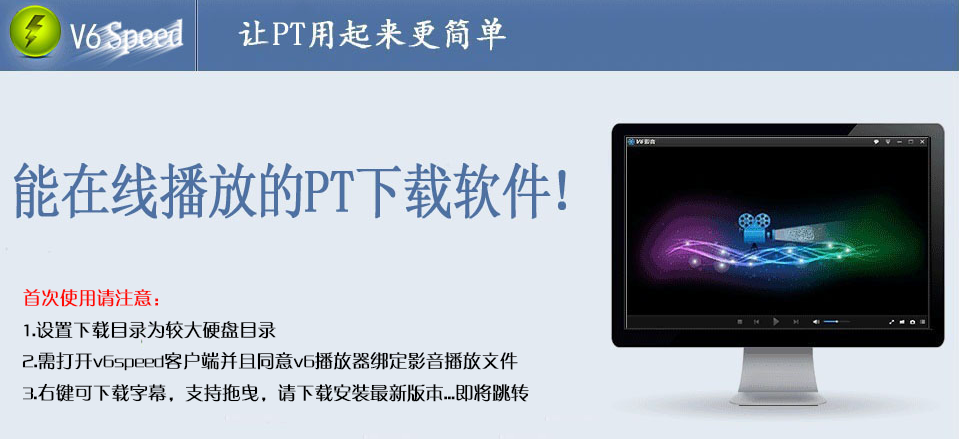 V6 Speed
让PT用起来更简单
能在线播放的PT下载软件!
V6影音
首次使用请注意：
1.设置下载目录为较大硬盘目录
2.需打开v6speed客户端并且同意v6播放器绑定影音播放文件
3.右键可下载字幕，支持拖曳，请下载安装最新版本...即将跳转